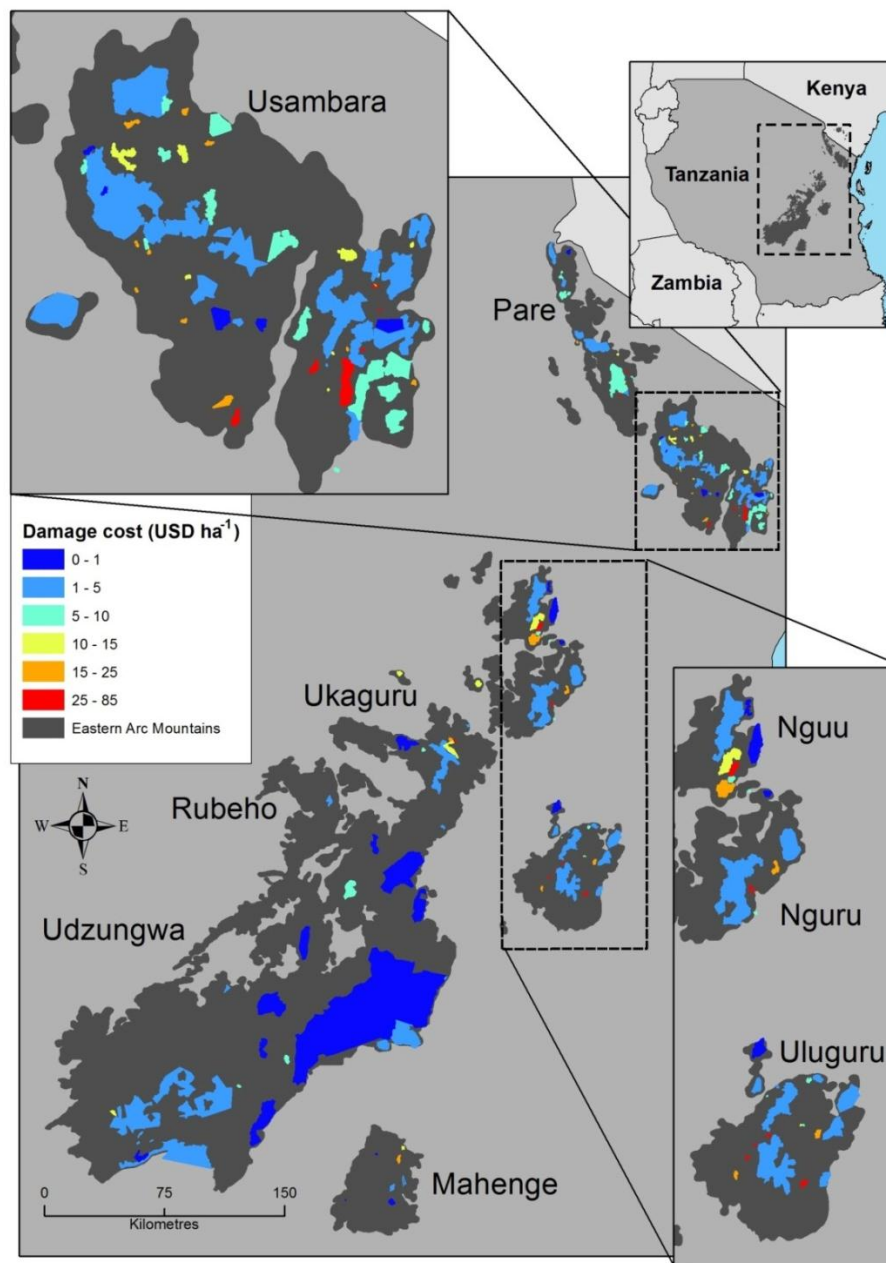 Usambara
Kenya
Tanzania
Zambia
Pare
Damage cost (USD ha-1)
0 - 1
1 - 5
5 - 10
10 - 15
15 - 25
25 - 85
Eastern Arc Mountains
Ukaguru
Nguu
N
W E
S
Rubeho
Nguru
Udzungwa
Uluguru
Mahenge
0 75 150
Kilometres